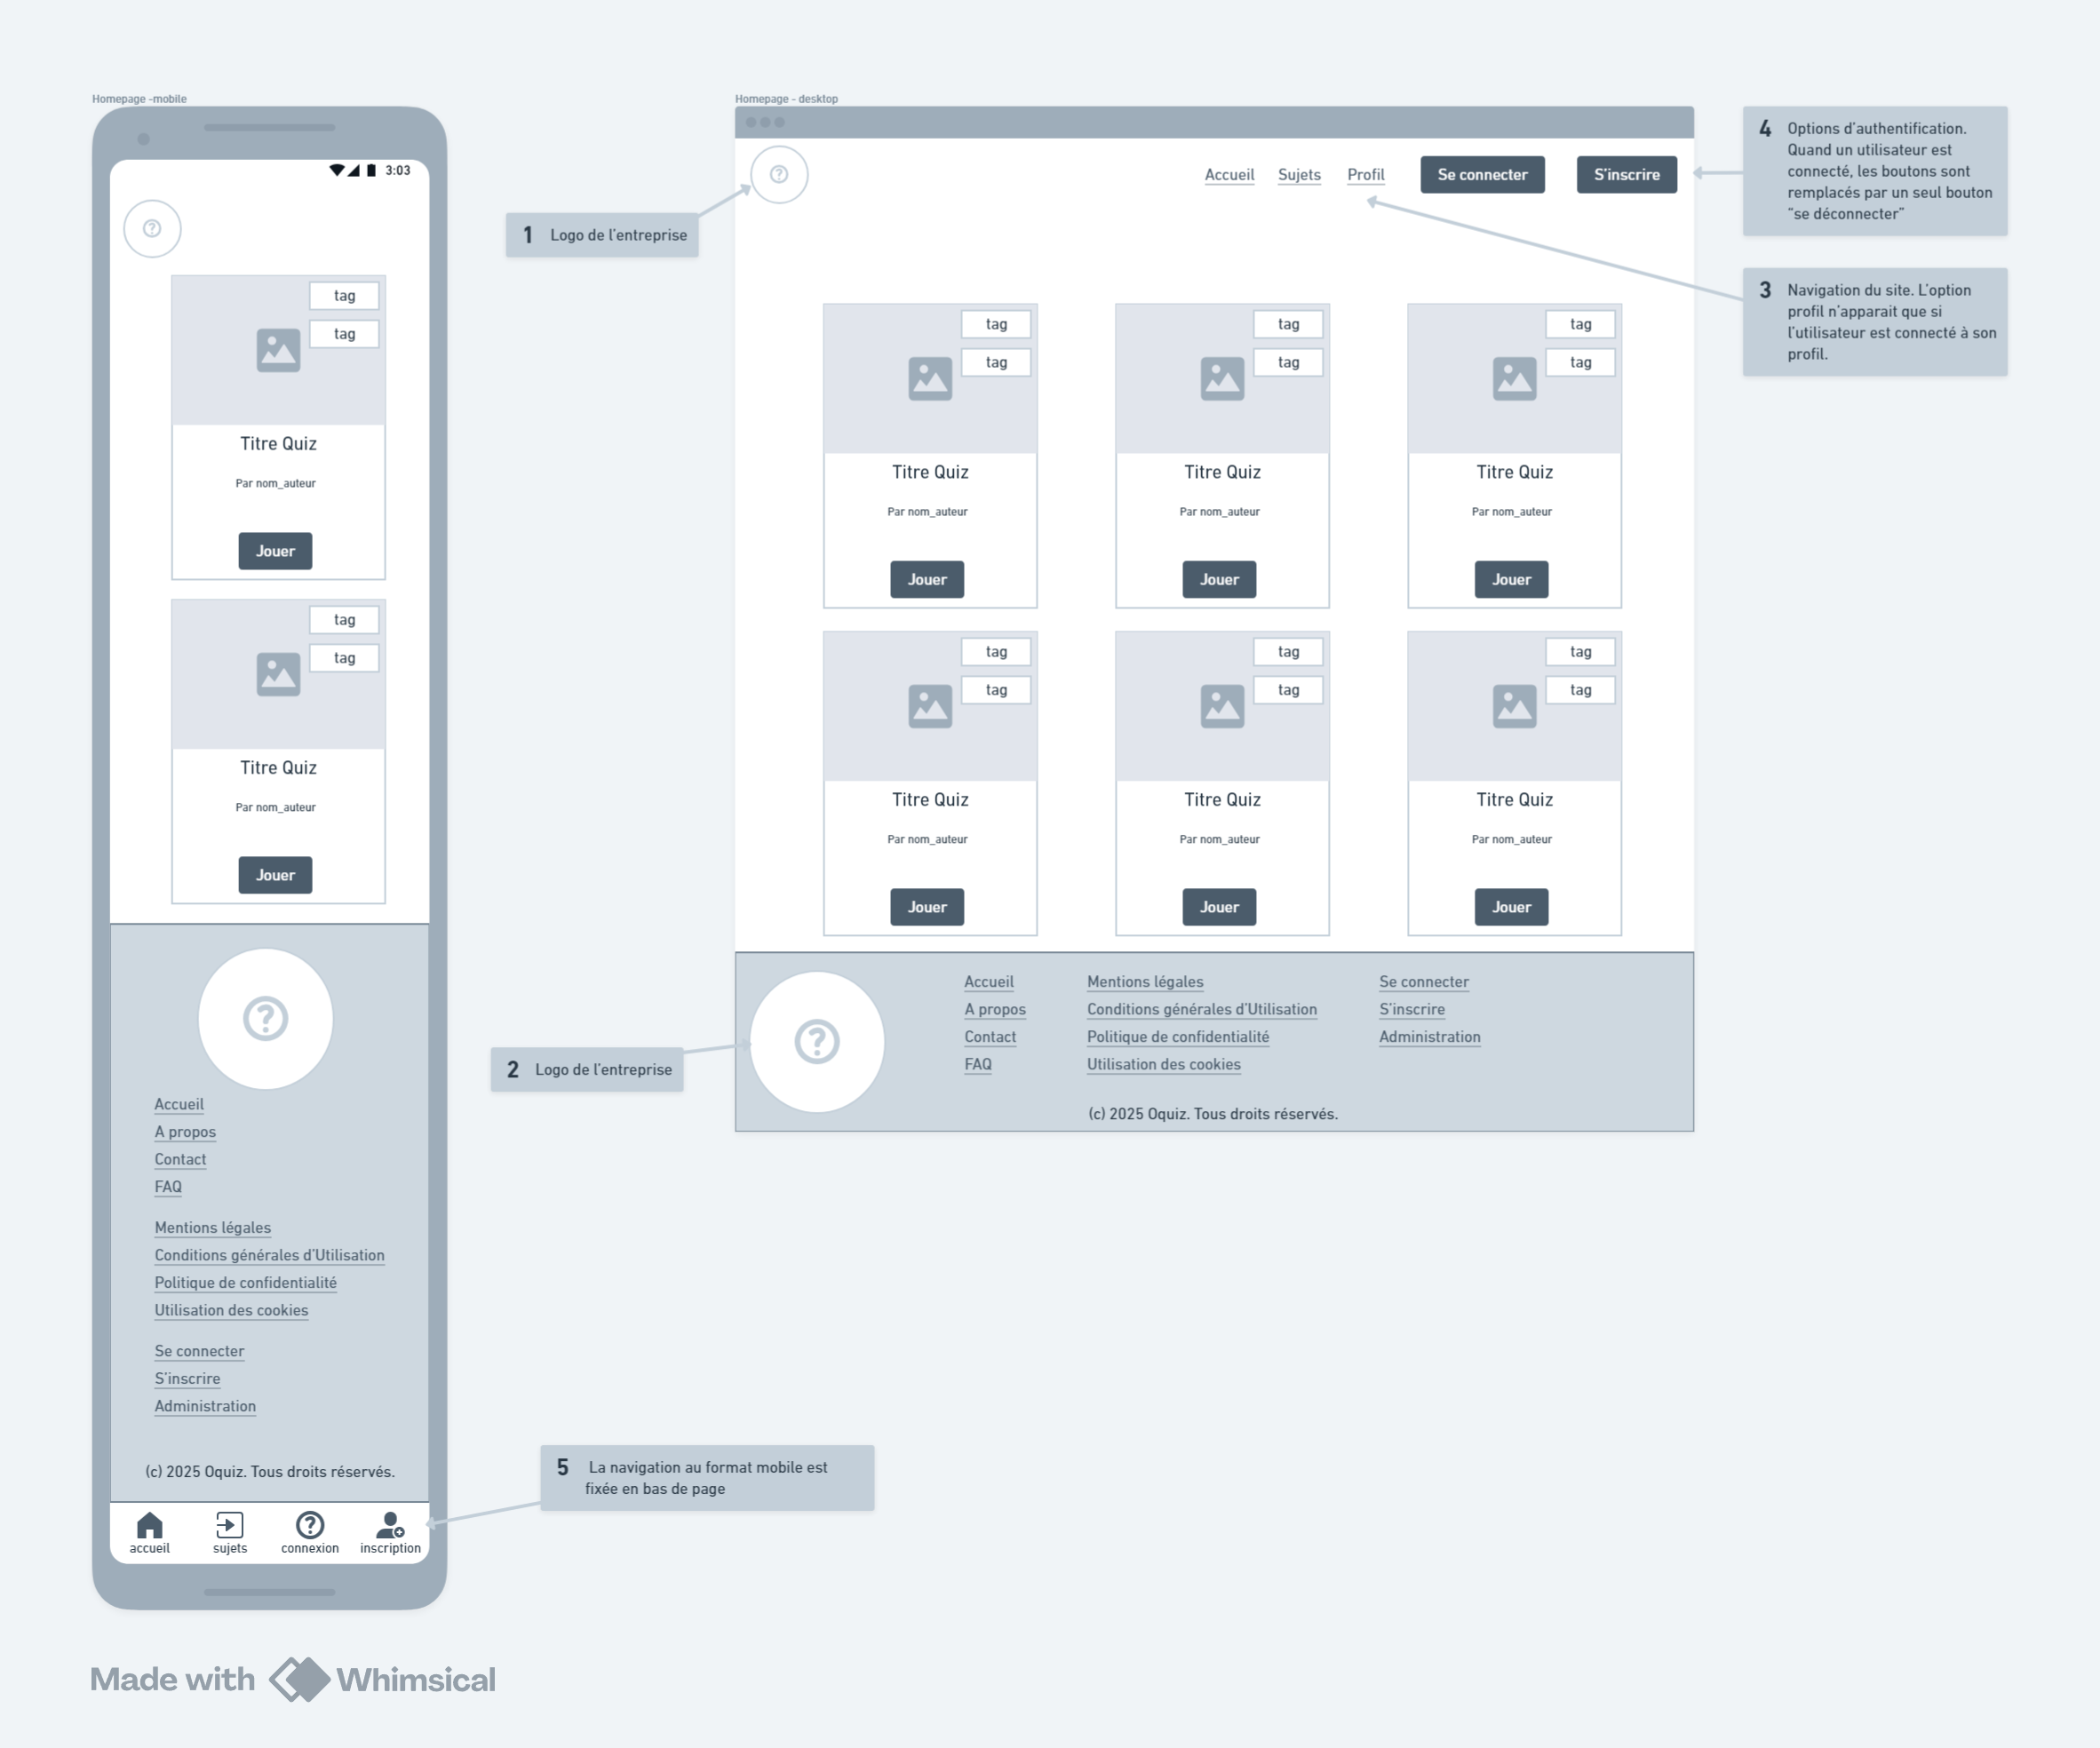 Homepage -mobile
3:03
tag
tag
Titre Quiz
Par nom_auteur
Jouer
tag
tag
Titre Quiz
Par nom_auteur
Jouer
Accueil
A propos
Contact
FAQ
Mentions légales
Conditions générales d'Utilisation
Politique de confidentialité
Utilisation des cookies
Se connecter
S'inscrire
Administration
(c) 2025 Oquiz. Tous droits réservés.
accueil sujets connexion inscription
1 Logo de l'entreprise
2 Logo de l'entreprise
5 La navigation au format mobile est
fixée en bas de page
Homepage - desktop
Accueil Sujets Profil Se connecter S'inscrire
tag tag tag
tag tag tag
Titre Quiz Titre Quiz Titre Quiz
Par nom_auteur Par nom_auteur Par nom_auteur
Jouer Jouer Jouer
tag tag tag
tag tag tag
Titre Quiz Titre Quiz Titre Quiz
Par nom_auteur Par nom_auteur Par nom_auteur
Jouer Jouer Jouer
Accueil Mentions légales Se connecter
A propos Conditions générales d'Utilisation S'inscrire
Contact Politique de confidentialité Administration
FAQ Utilisation des cookies
(c) 2025 Oquiz. Tous droits réservés.
4 Options d'authentification.
Quand un utilisateur est
connecté, les boutons sont
remplacés par un seul bouton
"se déconnecter"
3 Navigation du site. L'option
profil n'apparait que si
l'utilisateur est connecté à son
profil.
Made with Whimsical